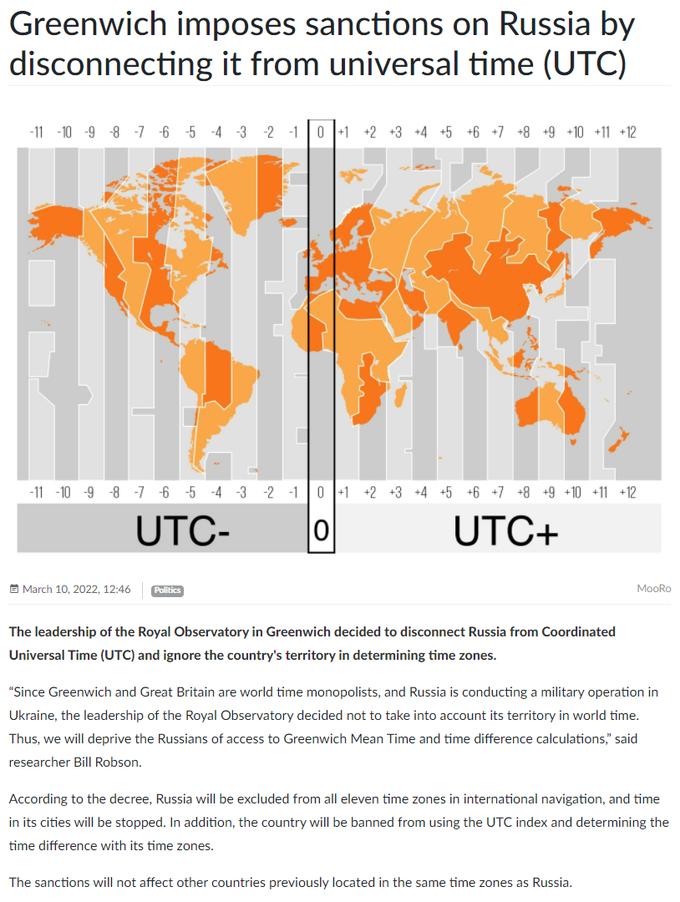 Greenwich imposes sanctions on Russia by
disconnecting it from universal time (UTC)
-11 -10 -9 -8 -7 -6 -5 -4 -3 -2 -1 0 +1 +2 +3 +4 +5 +6 +7 +8 +9 +10 +11 +12
-11 -10 -9 -8 -7 -6 -5 -4 -3 -2 -1 0 +1 +2 +3 +4 +5 +6 +7 +8 +9 +10 +11 +12
UTC- 0 UTC+
March 10, 2022, 12:46 Politics MooRo
The leadership of the Royal Observatory in Greenwich decided to disconnect Russia from Coordinated
Universal Time (UTC) and ignore the country's territory in determining time zones.
“Since Greenwich and Great Britain are world time monopolists, and Russia is conducting a military operation in
Ukraine, the leadership of the Royal Observatory decided not to take into account its territory in world time.
Thus, we will deprive the Russians of access to Greenwich Mean Time and time difference calculations,” said
researcher Bill Robson.
According to the decree, Russia will be excluded from all eleven time zones in international navigation, and time
in its cities will be stopped. In addition, the country will be banned from using the UTC index and determining the
time difference with its time zones.
The sanctions will not affect other countries previously located in the same time zones as Russia.